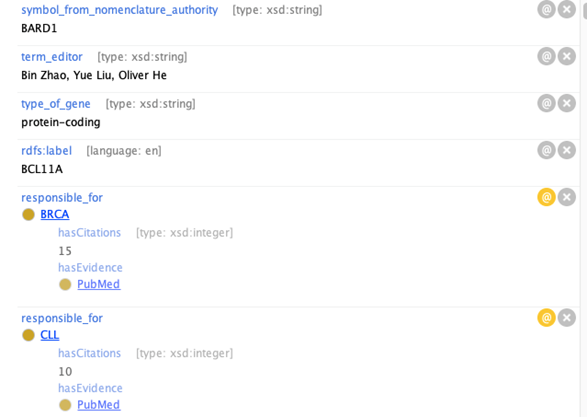 symbol_from_nomenclature_authority [type: xsd:string]
BARD1
term_editor [type: xsd:string]
Bin Zhao, Yue Liu, Oliver He
type_of_gene [type: xsd:string]
protein-coding
rdfs:label [language: en]
BCL11A
responsible_for
BRCA
hasCitations [type: xsd:integer]
15
hasEvidence
PubMed
responsible_for
CLL
hasCitations [type: xsd:integer]
10
hasEvidence
PubMed